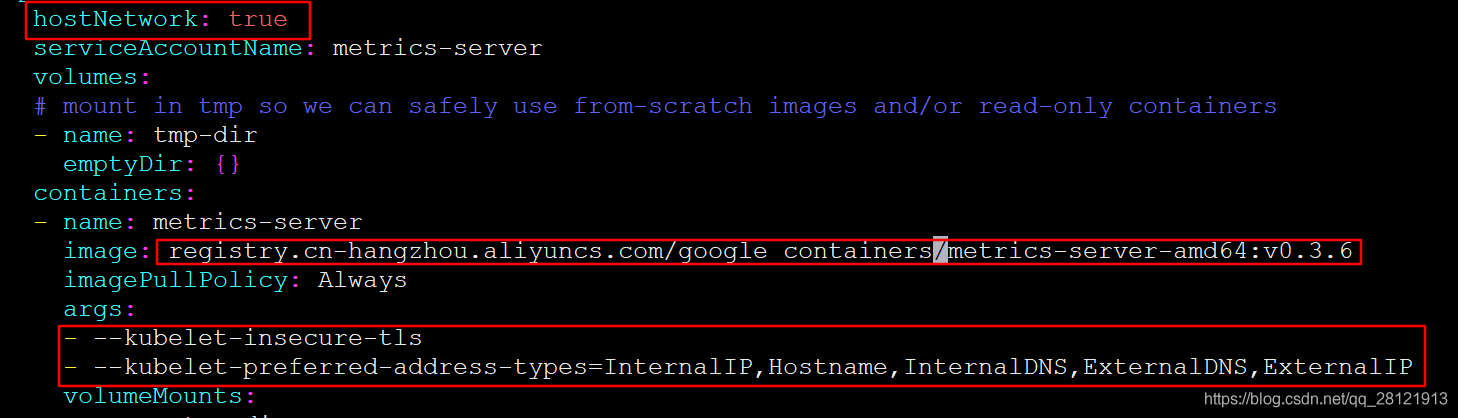 hostNetwork: true
serviceAccountName: metrics-server
volumes:
# mount in tmp so we can safely use from-scratch images and/or read-only containers
- name: tmp-dir
  emptyDir: {}
containers:
- name: metrics-server
  image: registry.cn-hangzhou.aliyuncs.com/google_containers/metrics-server-amd64:v0.3.6
  imagePullPolicy: Always
  args:
  - --kubelet-insecure-tls
  - --kubelet-preferred-address-types=InternalIP,Hostname,InternalDNS,ExternalDNS,ExternalIP
  volumeMounts:
https://blog.csdn.net/qq_28121913